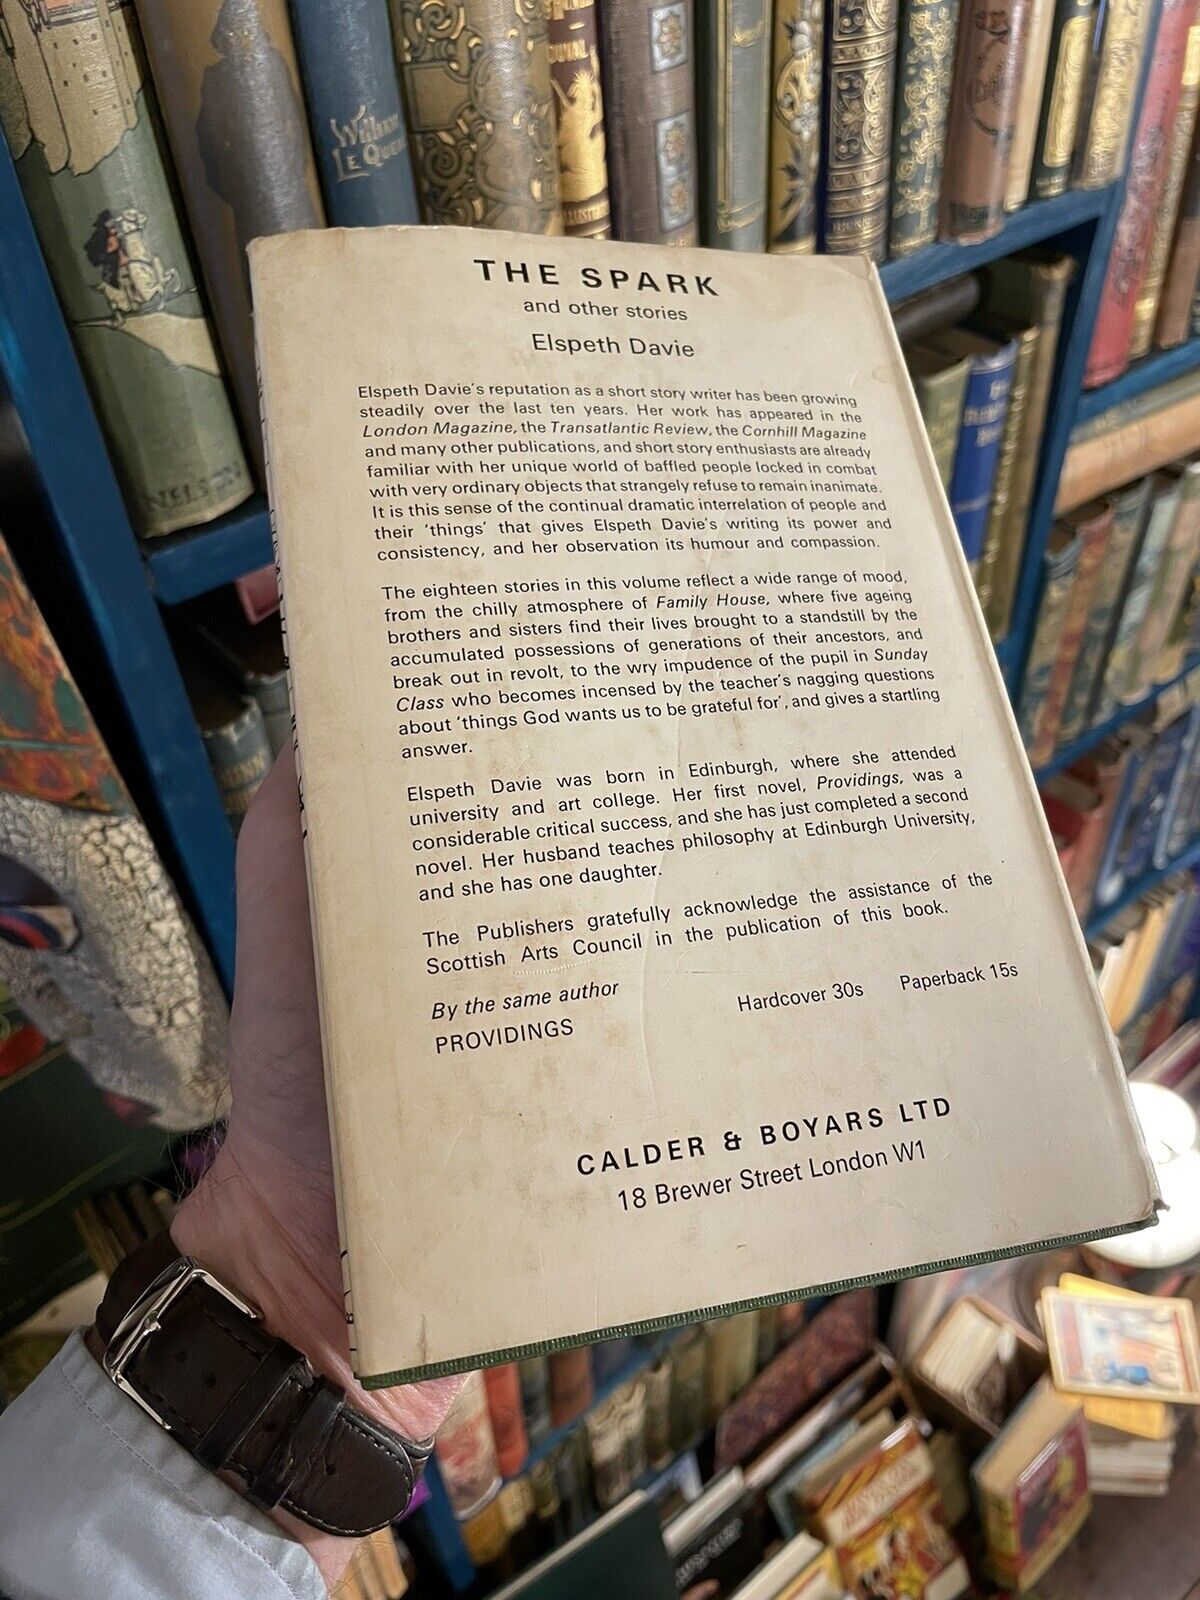 William
Le Queux
NELSON
THE SPARK
and other stories
Elspeth Davie
Elspeth Davie's reputation as a short story writer has been growing
steadily over the last ten years. Her work has appeared in the
London Magazine, the Transatlantic Review, the Cornhill Magazine
and many other publications, and short story enthusiasts are already
familiar with her unique world of baffled people locked in combat
with very ordinary objects that strangely refuse to remain inanimate.
It is this sense of the continual dramatic interrelation of people and
their 'things' that gives Elspeth Davie's writing its power and
consistency, and her observation its humour and compassion.
The eighteen stories in this volume reflect a wide range of mood,
from the chilly atmosphere of Family House, where five ageing
brothers and sisters find their lives brought to a standstill by the
accumulated possessions of generations of their ancestors, and
break out in revolt, to the wry impudence of the pupil in Sunday
Class who becomes incensed by the teacher's nagging questions
about 'things God wants us to be grateful for', and gives a startling
answer.
Elspeth Davie was born in Edinburgh, where she attended
university and art college. Her first novel, Providings, was a
considerable critical success, and she has just completed a second
novel. Her husband teaches philosophy at Edinburgh University,
and she has one daughter.
The Publishers gratefully acknowledge the assistance of the
Scottish Arts Council in the publication of this book.
By the same author
PROVIDINGS
Hardcover 30s Paperback 15s
CALDER & BOYARS LTD
18 Brewer Street London W1